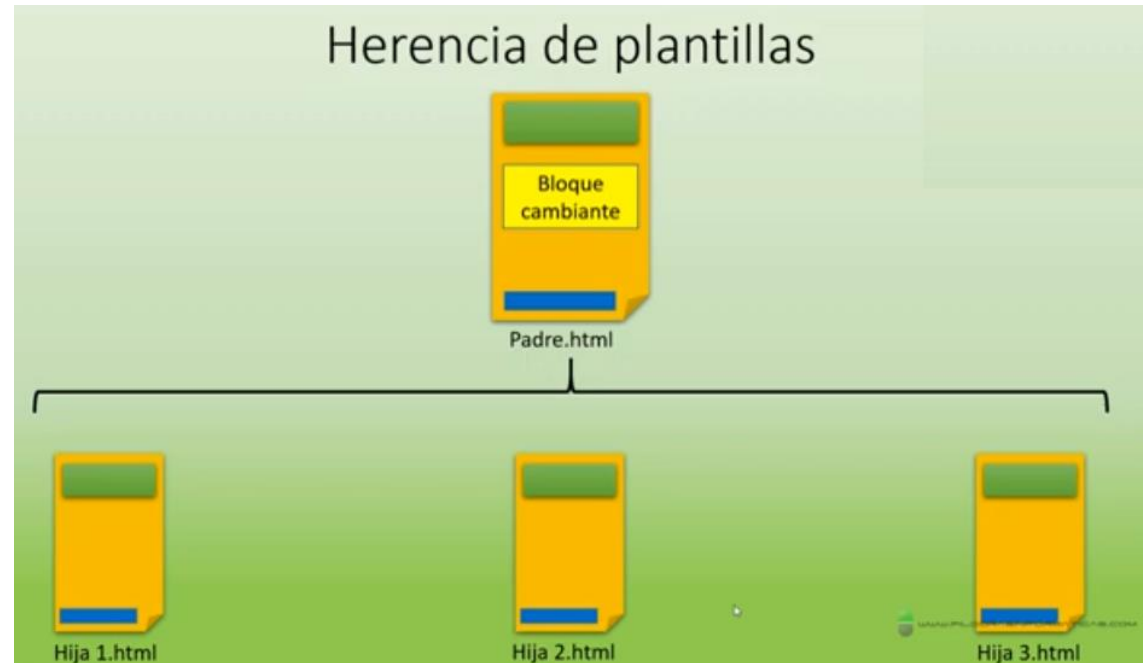 Herencia de plantillas
Bloque
cambiante
Padre.html
Hija 1.html
Hija 2.html
Hija 3.html